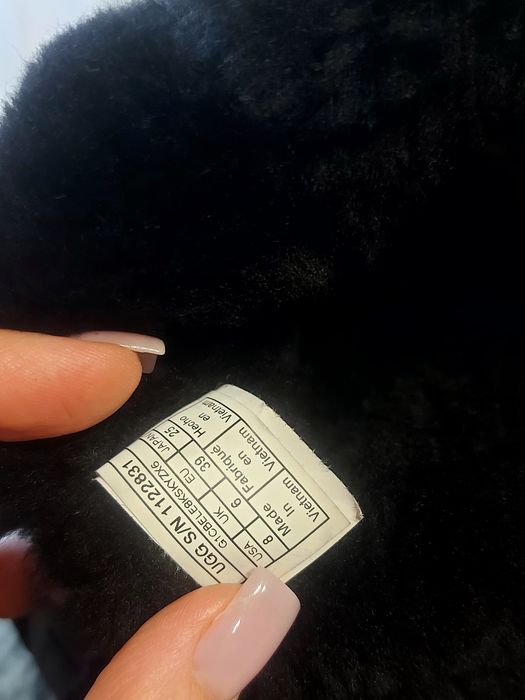 UGG S/N 1122831
G1CBELE8KSKYZX6
USA UK EU JAPAN
8 6 39 25
Made Fabriqué Hecho
In en en
Vietnam Vietnam Vietnam